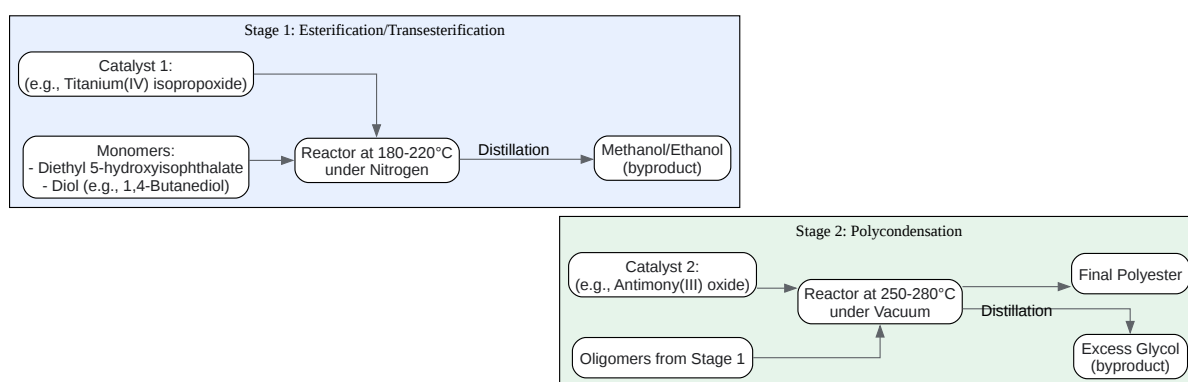 Stage 1: Esterification/Transesterification
Catalyst 1:
(e.g., Titanium(IV) isopropoxide)
Monomers:
- Diethyl 5-hydroxyisophthalate
- Diol (e.g., 1,4-Butanediol)
Reactor at 180-220°C
under Nitrogen
Distillation
Methanol/Ethanol
(byproduct)
Stage 2: Polycondensation
Catalyst 2:
(e.g., Antimony(III) oxide)
Oligomers from Stage 1
Reactor at 250-280°C
under Vacuum
Final Polyester
Distillation
Excess Glycol
(byproduct)